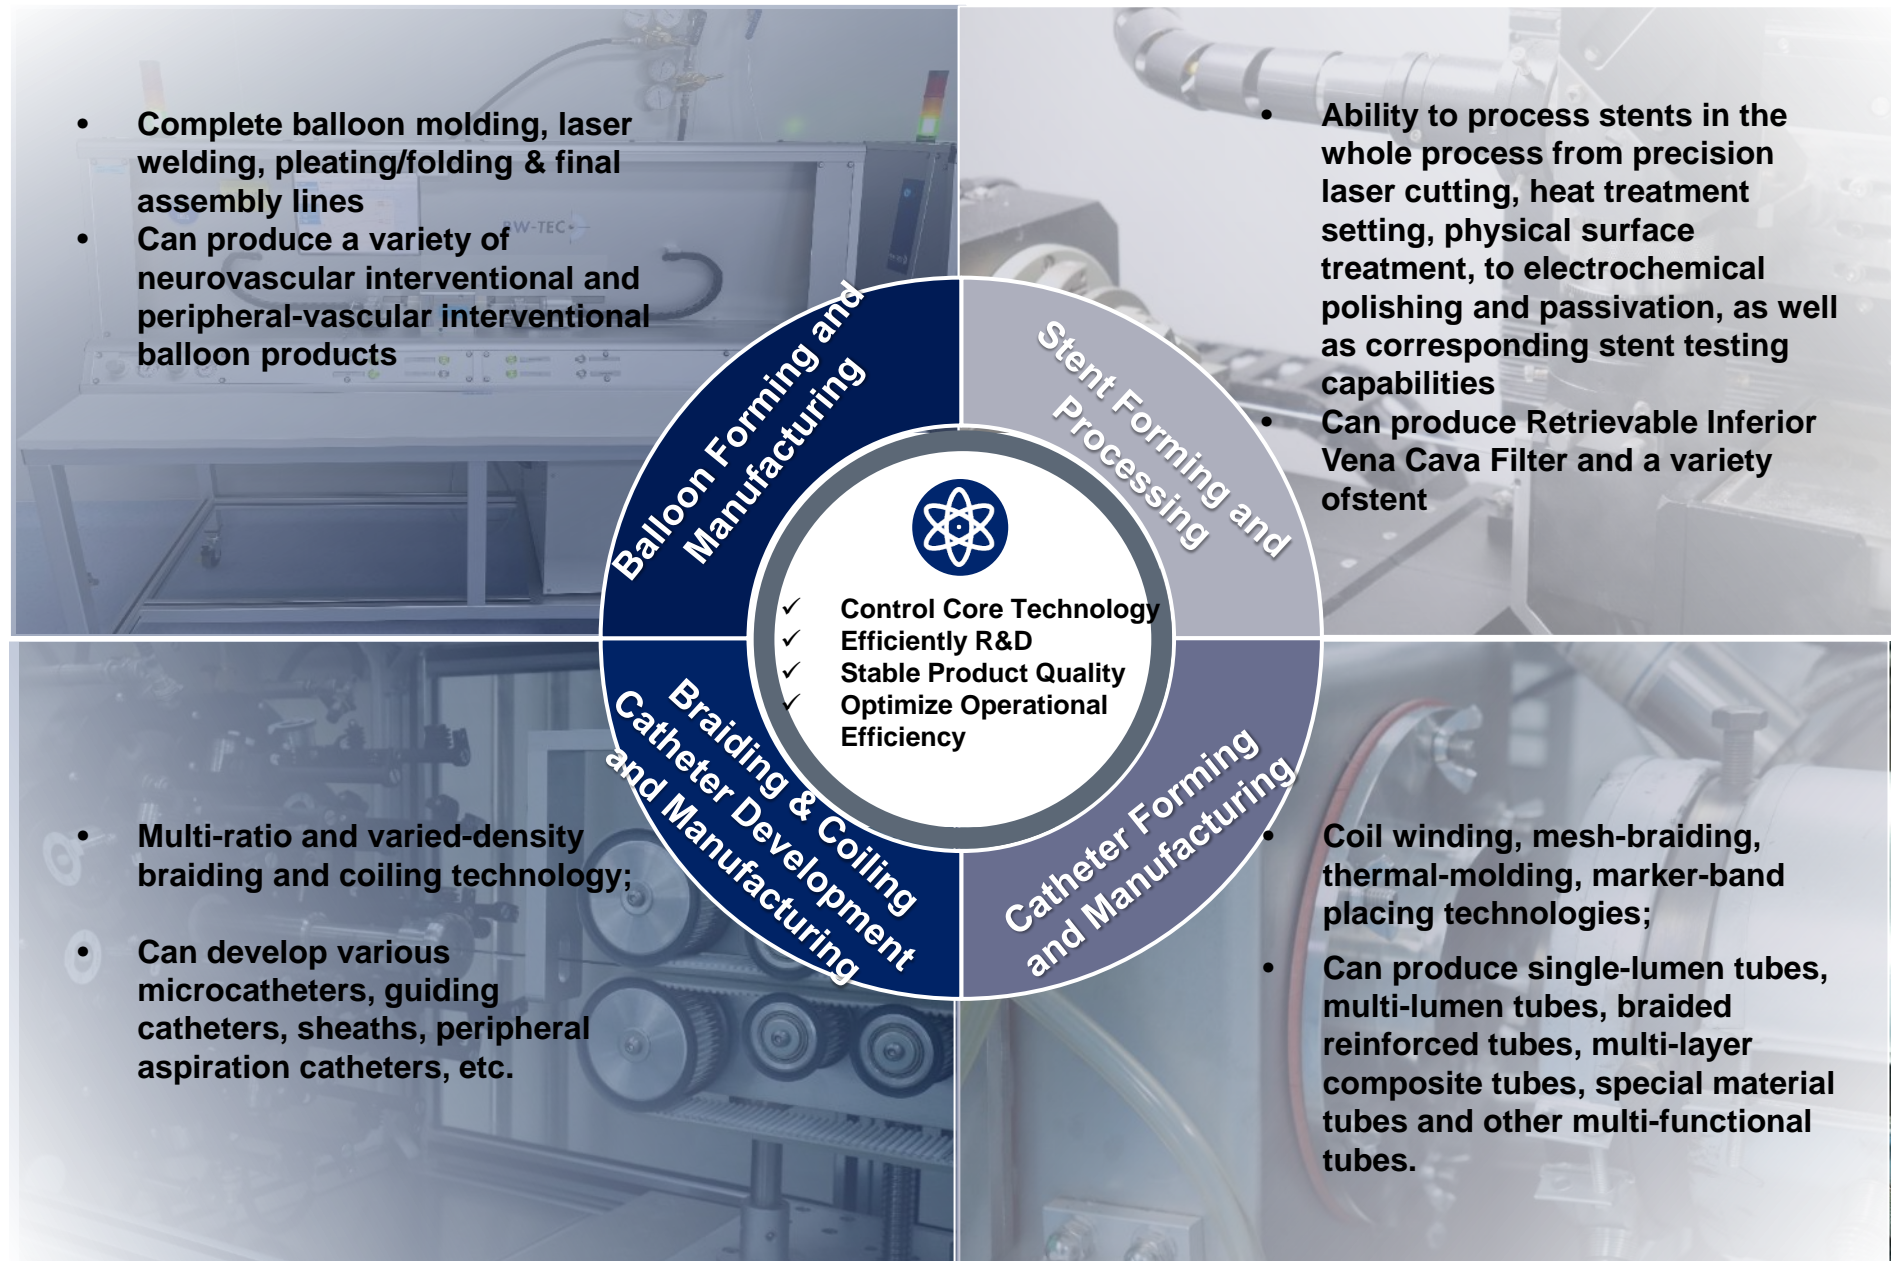 • Complete balloon molding, laser
welding, pleating/folding & final
assembly lines
• Can produce a variety of
neurovascular interventional and
peripheral-vascular interventional
balloon products
• Ability to process stents in the
whole process from precision
laser cutting, heat treatment
setting, physical surface
treatment, to electrochemical
polishing and passivation, as well
as corresponding stent testing
capabilities
• Can produce Retrievable Inferior
Vena Cava Filter and a variety
ofstent
BW-TEC
Balloon Forming and
Manufacturing
Stent Forming and
Processing
✓ Control Core Technology
✓ Efficiently R&D
✓ Stable Product Quality
✓ Optimize Operational
Efficiency
Braiding & Coiling
Catheter Development
and Manufacturing
Catheter Forming
and Manufacturing
• Multi-ratio and varied-density
braiding and coiling technology;
• Can develop various
microcatheters, guiding
catheters, sheaths, peripheral
aspiration catheters, etc.
• Coil winding, mesh-braiding,
thermal-molding, marker-band
placing technologies;
• Can produce single-lumen tubes,
multi-lumen tubes, braided
reinforced tubes, multi-layer
composite tubes, special material
tubes and other multi-functional
tubes.